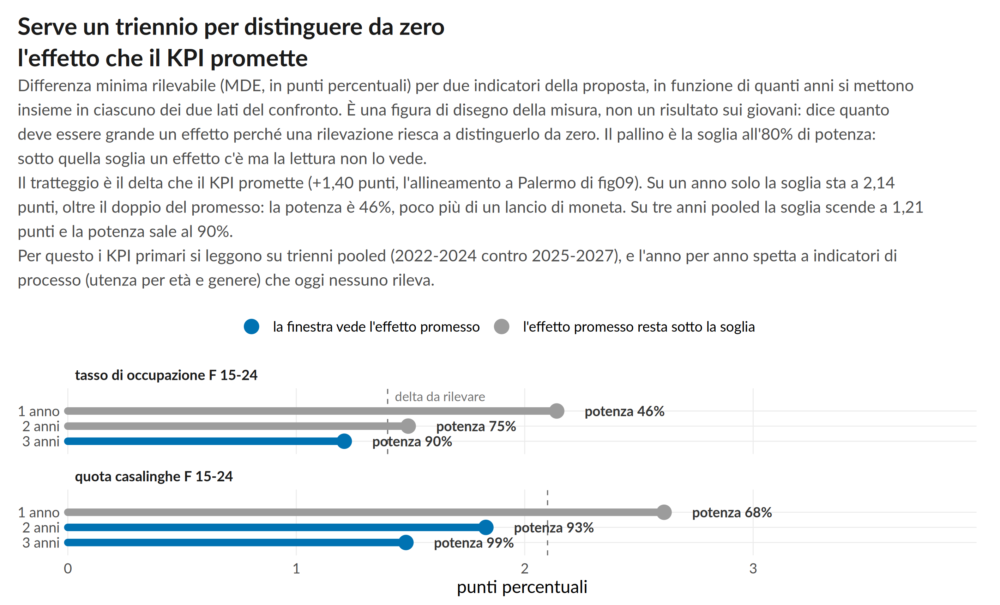 Serve un triennio per distinguere da zero
l'effetto che il KPI promette
Differenza minima rilevabile (MDE, in punti percentuali) per due indicatori della proposta, in funzione di quanti anni si mettono
insieme in ciascuno dei due lati del confronto. È una figura di disegno della misura, non un risultato sui giovani: dice quanto
deve essere grande un effetto perché una rilevazione riesca a distinguerlo da zero. Il pallino è la soglia all'80% di potenza:
sotto quella soglia un effetto c'è ma la lettura non lo vede.
Il tratteggio è il delta che il KPI promette (+1,40 punti, l'allineamento a Palermo di fig09). Su un anno solo la soglia sta a 2,14
punti, oltre il doppio del promesso: la potenza è 46%, poco più di un lancio di moneta. Su tre anni pooled la soglia scende a 1,21
punti e la potenza sale al 90%.
Per questo i KPI primari si leggono su trienni pooled (2022-2024 contro 2025-2027), e l'anno per anno spetta a indicatori di
processo (utenza per età e genere) che oggi nessuno rileva.
la finestra vede l'effetto promesso l'effetto promesso resta sotto la soglia
tasso di occupazione F 15-24
delta da rilevare
1 anno potenza 46%
2 anni potenza 75%
3 anni potenza 90%
quota casalinghe F 15-24
1 anno potenza 68%
2 anni potenza 93%
3 anni potenza 99%
0 1 2 3
punti percentuali